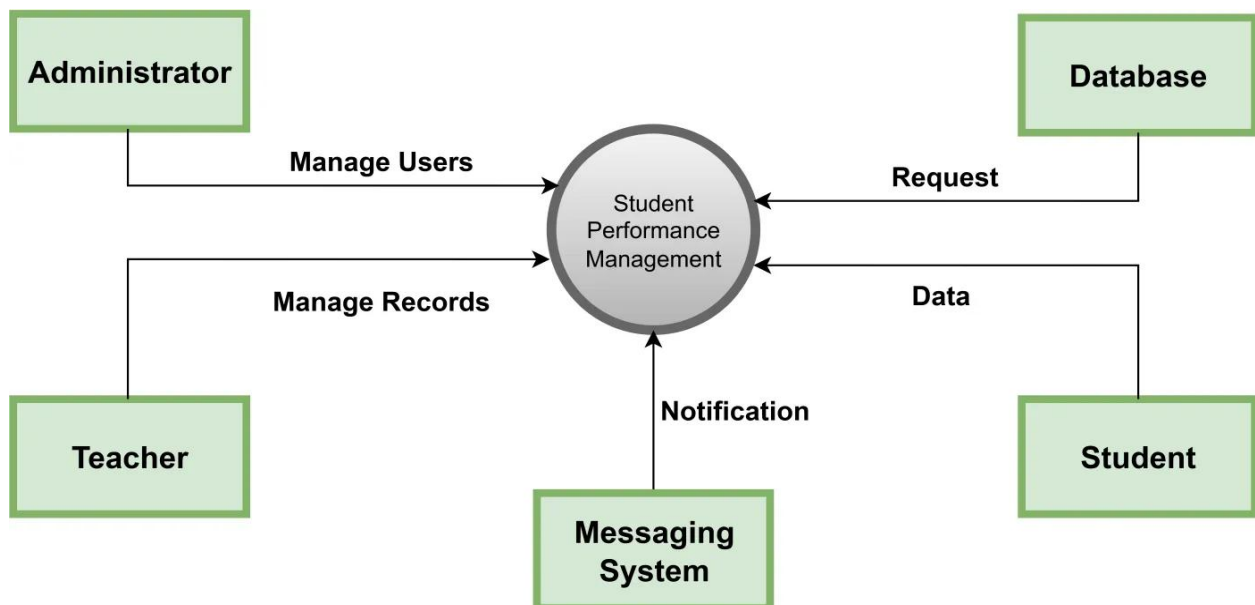 Administrator
Database
Manage Users
Request
Student
Performance
Management
Manage Records
Data
Notification
Teacher
Student
Messaging
System